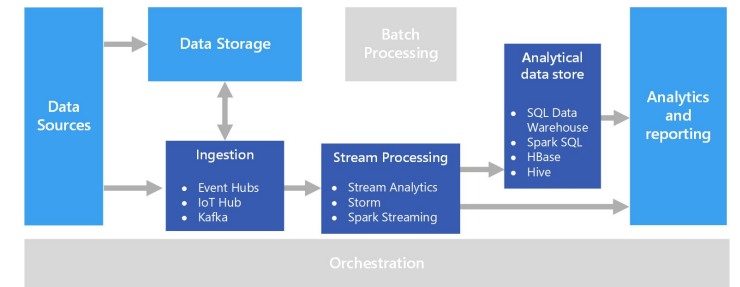 Data
Sources
Data Storage
Batch
Processing
Ingestion
• Event Hubs
• IoT Hub
• Kafka
Stream Processing
• Stream Analytics
• Storm
• Spark Streaming
Analytical
data store
• SQL Data
Warehouse
• Spark SQL
• HBase
• Hive
Analytics
and
reporting
Orchestration